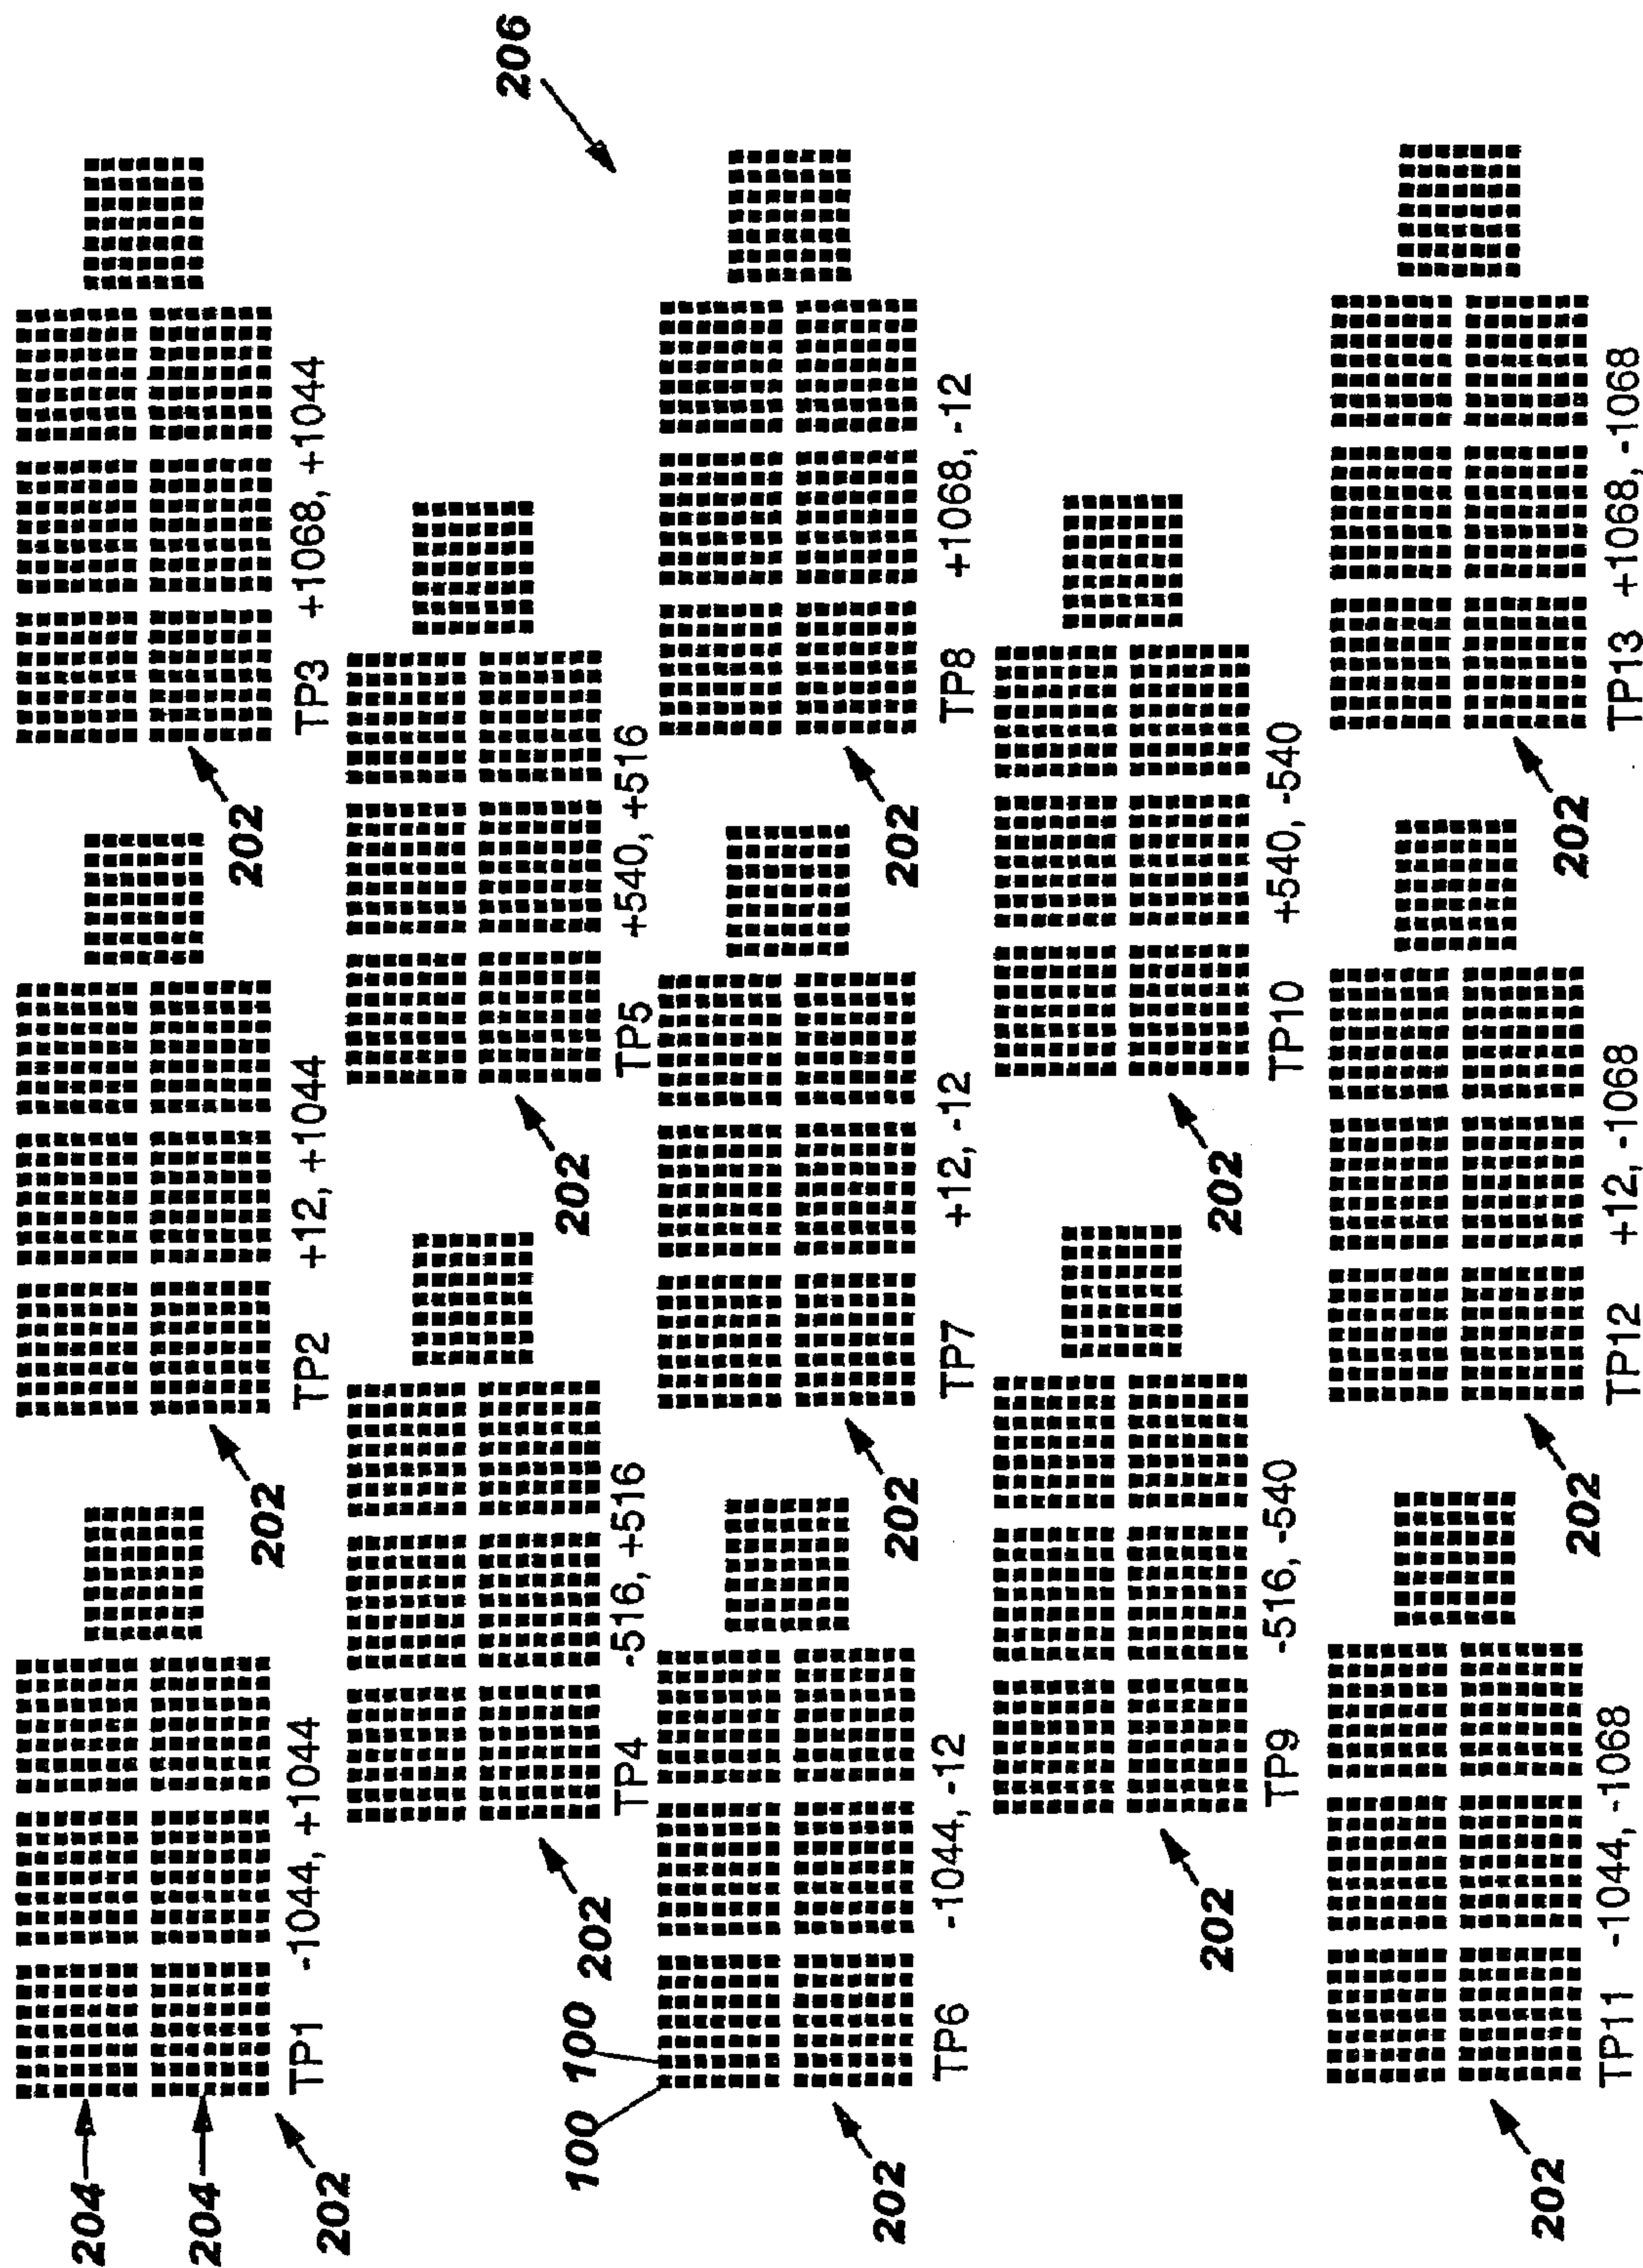 204
204
202 202 202
TP1 -1044, +1044 TP2 +12, +1044 TP3 +1068, +1044
206
100 100 202 202
TP4 -516, +516 TP5 +540, +516
202 202 202
TP6 -1044, -12 TP7 +12, -12 TP8 +1068, -12
202 202
TP9 -516, -540 TP10 +540, -540
202 202 202
TP11 -1044, -1068 TP12 +12, -1068 TP13 +1068, -1068